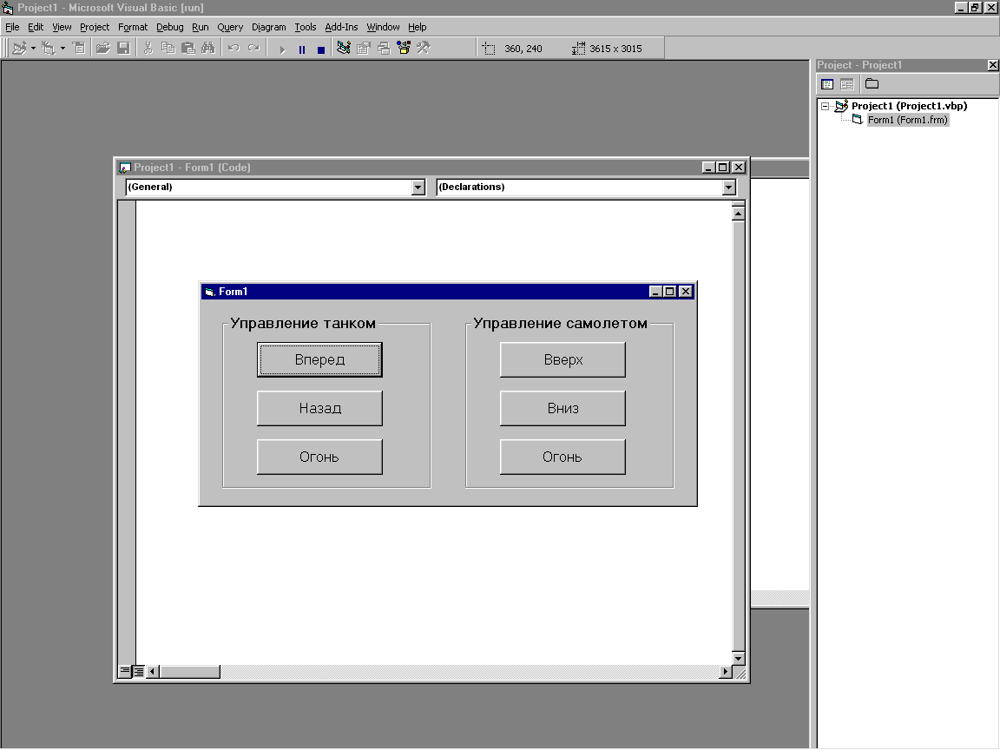 Project1 - Microsoft Visual Basic [run]
File Edit View Project Format Debug Run Query Diagram Tools Add-Ins Window Help
360, 240 3615 x 3015
Project - Project1
Project1 (Project1.vbp)
Form1 (Form1.frm)
Project1 - Form1 (Code)
(General) (Declarations)
Form1
Управление танком Управление самолетом
Вперед Вверх
Назад Вниз
Огонь Огонь